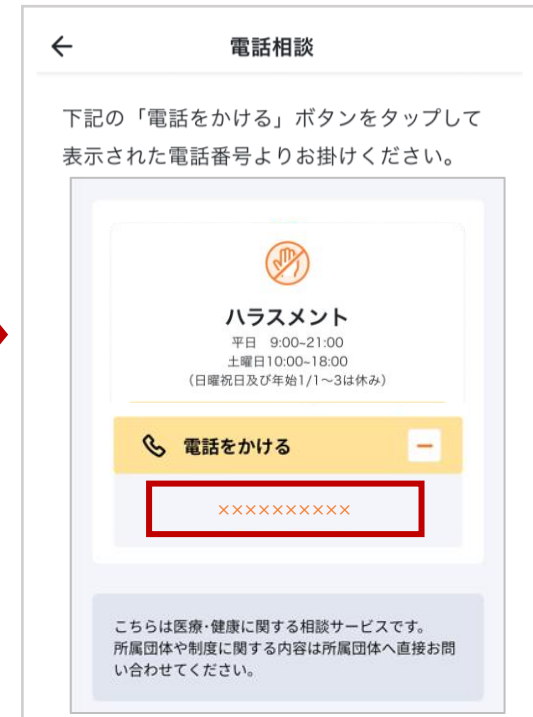 電話相談
下記の「電話をかける」ボタンをタップして
表示された電話番号よりお掛けください。
ハラスメント
平日 9:00~21:00
土曜日10:00~18:00
(日曜祝日及び年始1/1~3は休み)
電話をかける
××××××××××
こちらは医療・健康に関する相談サービスです。
所属団体や制度に関する内容は所属団体へ直接お問
い合わせてください。